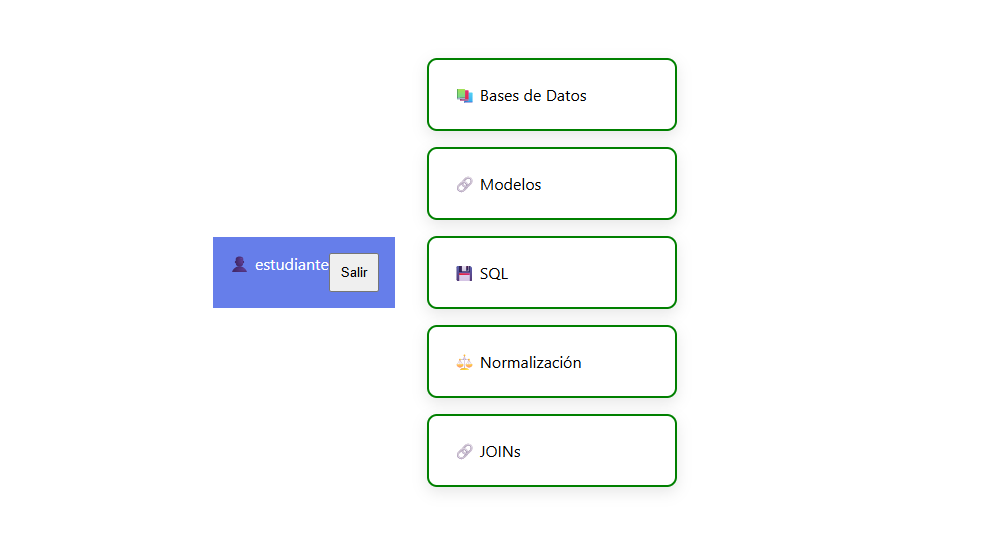 estudiante
Salir
Bases de Datos
Modelos
SQL
Normalización
JOINs